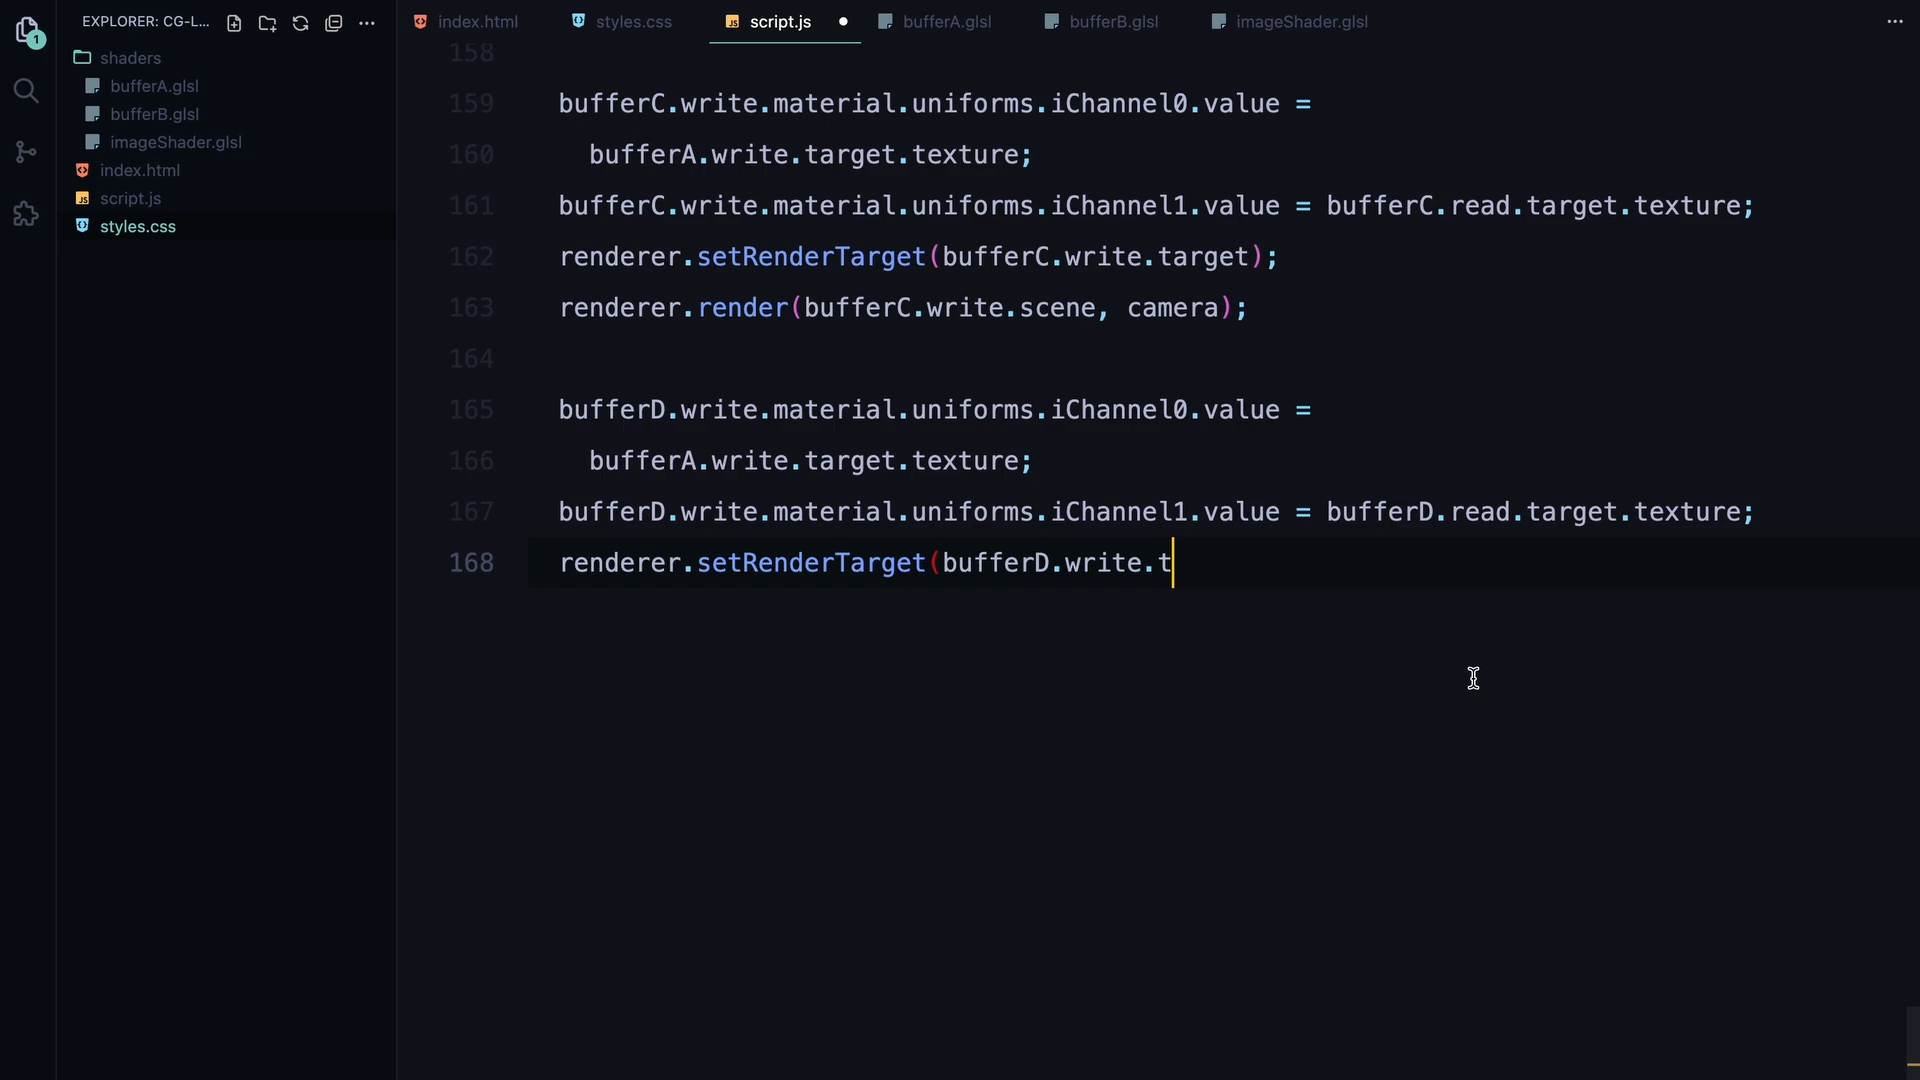 EXPLORER: CG-L...
1
shaders
bufferA.glsl
bufferB.glsl
imageShader.glsl
index.html
JS script.js
styles.css
index.html
styles.css
JS script.js
bufferA.glsl
bufferB.glsl
imageShader.glsl
158
159 bufferC.write.material.uniforms.iChannel0.value =
160 bufferA.write.target.texture;
161 bufferC.write.material.uniforms.iChannel1.value = bufferC.read.target.texture;
162 renderer.setRenderTarget(bufferC.write.target);
163 renderer.render(bufferC.write.scene, camera);
164
165 bufferD.write.material.uniforms.iChannel0.value =
166 bufferA.write.target.texture;
167 bufferD.write.material.uniforms.iChannel1.value = bufferD.read.target.texture;
168 renderer.setRenderTarget(bufferD.write.t